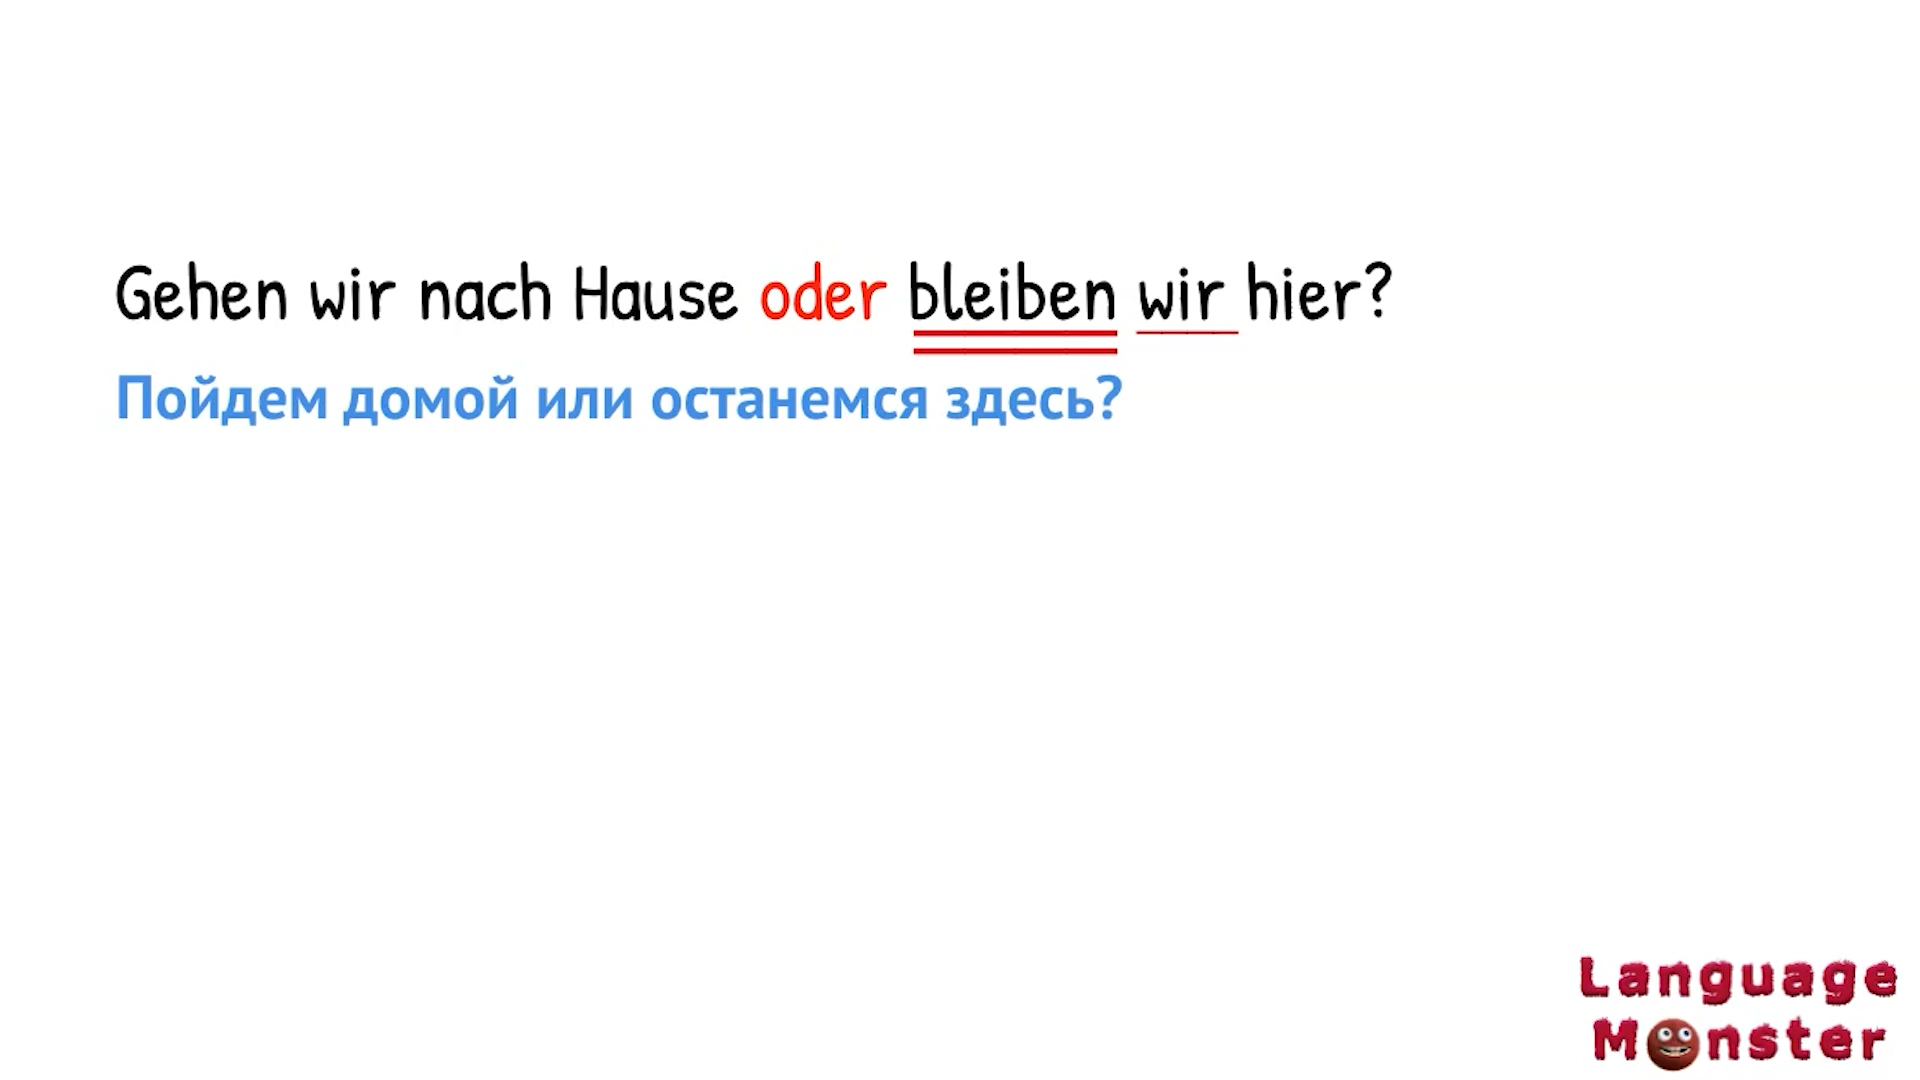 Gehen wir nach Hause oder bleiben wir hier?
Пойдем домой или останемся здесь?
Language
Monster